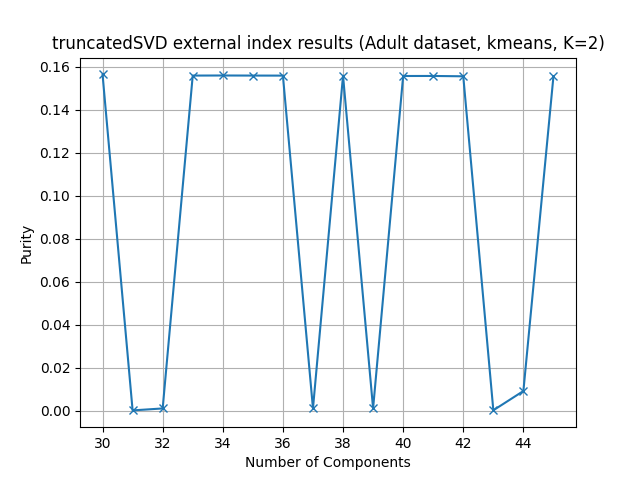 truncatedSVD external index results (Adult dataset, kmeans, K=2)
0.16
0.14
0.12
0.10
0.08
0.06
0.04
0.02
0.00
Purity
30 32 34 36 38 40 42 44
Number of Components